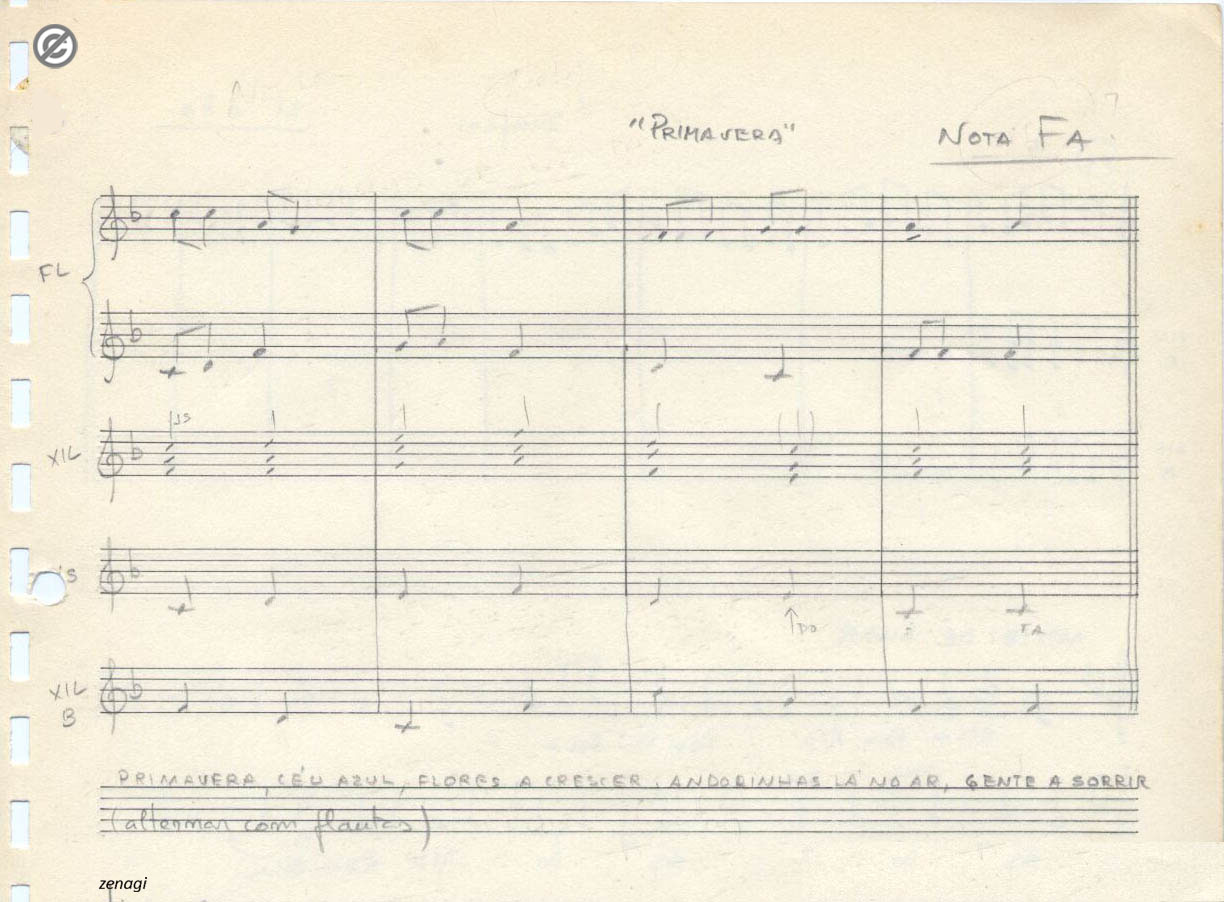 "PRIMAVERA"
NOTA FA
FL
XIL
JS
S
DO
FA
XIL
B
PRIMAVERA, CÉU AZUL, FLORES A CRESCER, ANDORINHAS LÁ NO AR, GENTE A SORRIR
(alternar com flautas)
zenagi